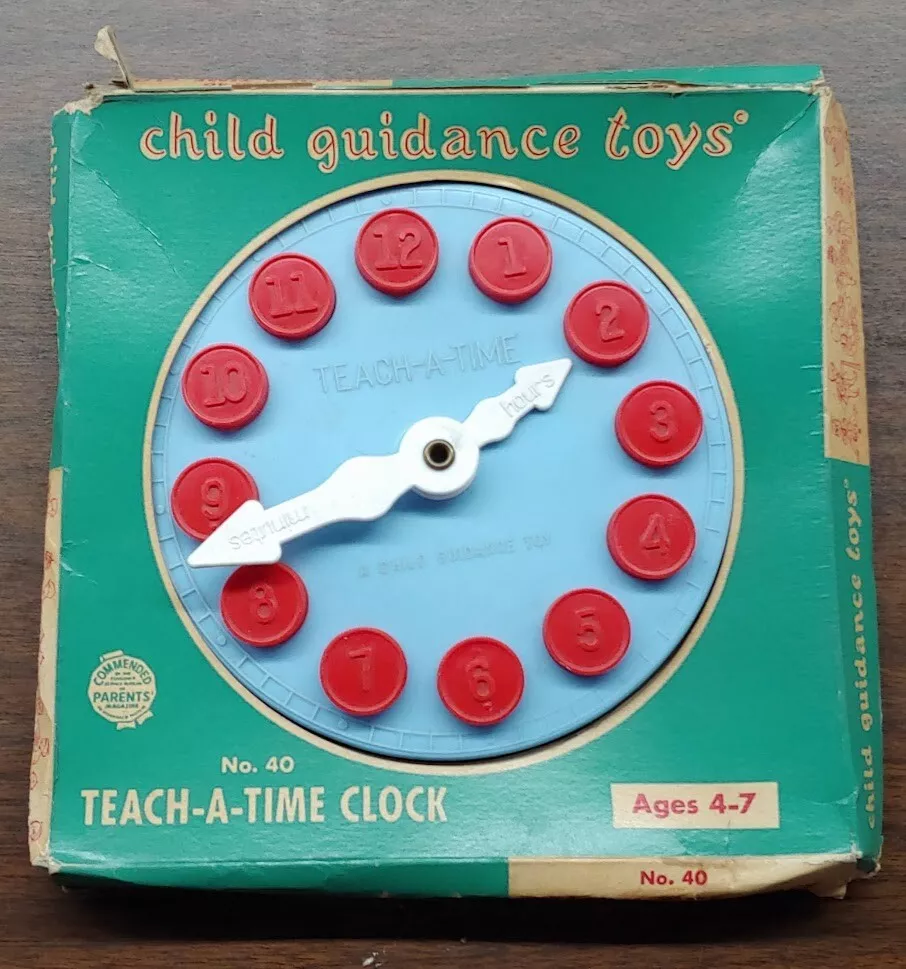 child guidance toys®
12
1
11
2
TEACH-A-TIME
10
hours
3
9
minutes
4
A CHILD GUIDANCE TOY
8
5
7
6
COMMENDED
PARENTS'
MAGAZINE
No. 40
TEACH-A-TIME CLOCK
Ages 4-7
No. 40
child guidance toys®